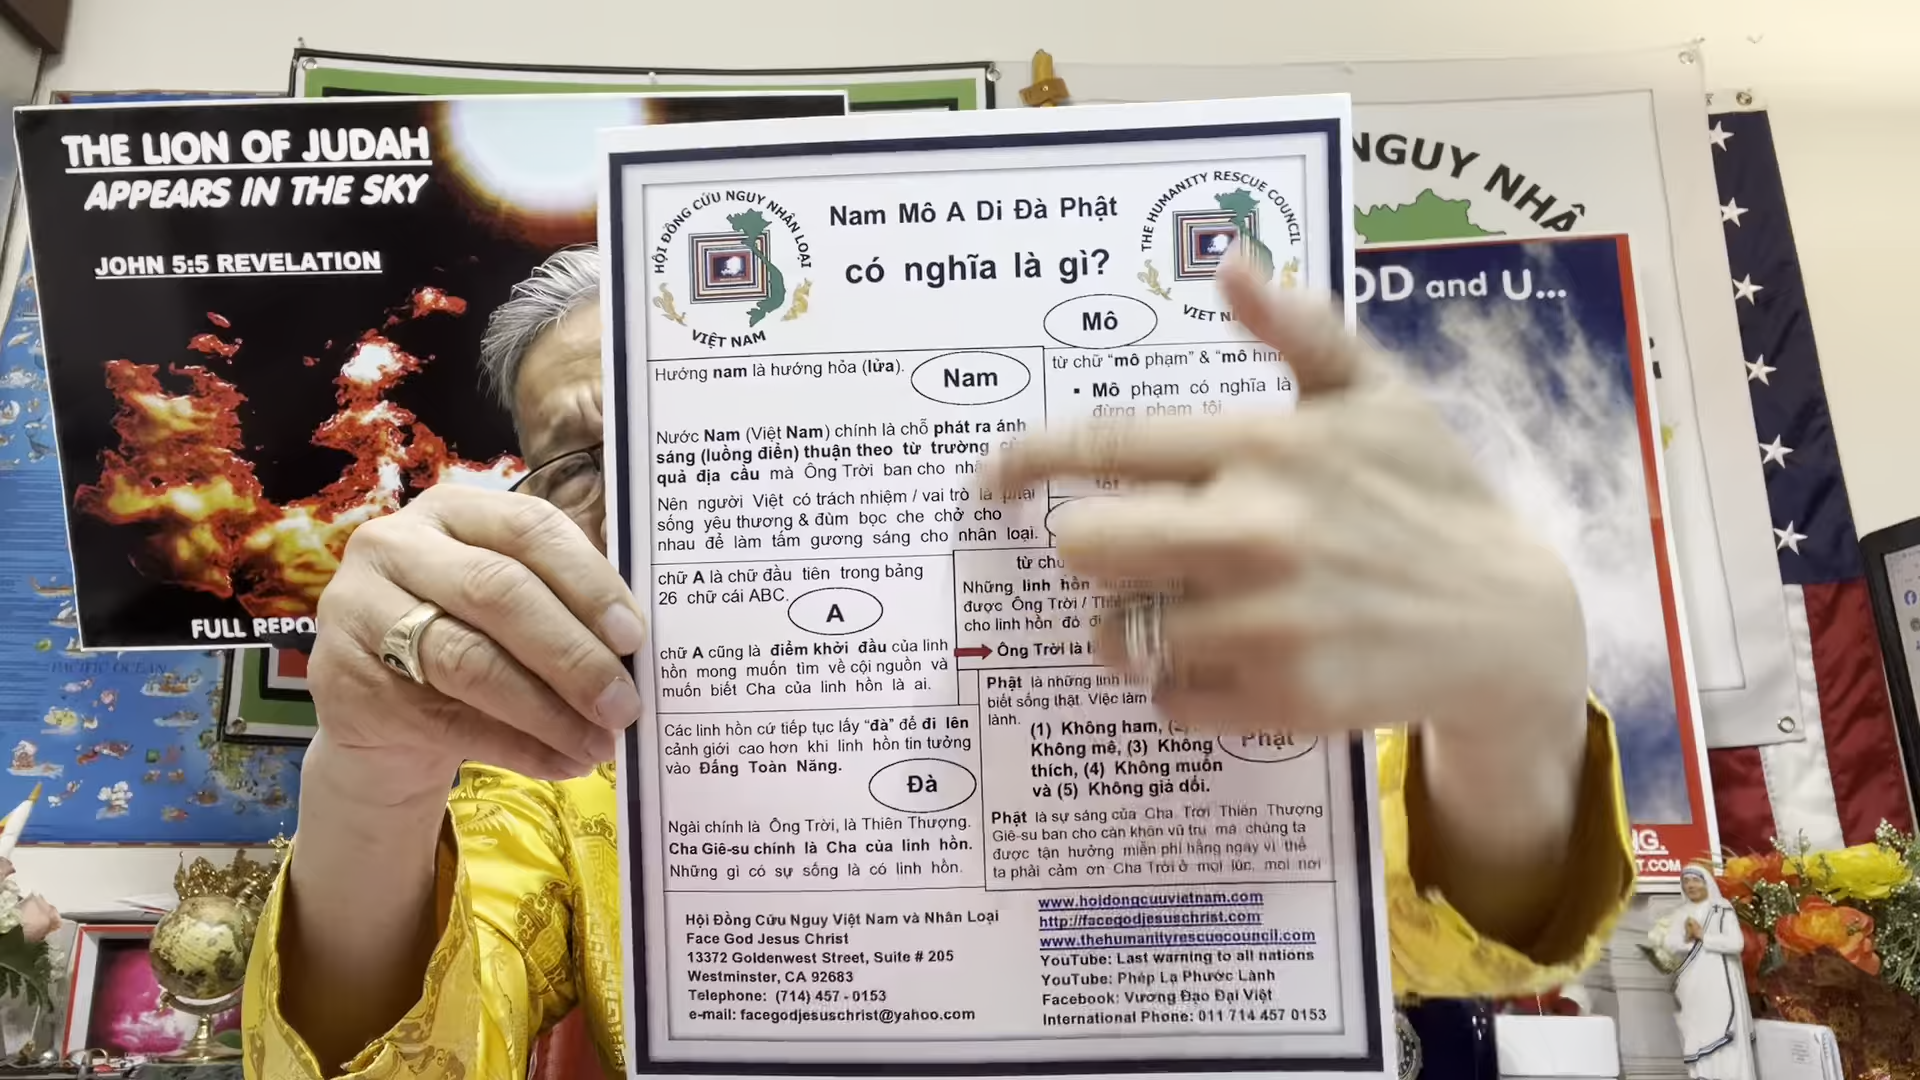 THE LION OF JUDAH
APPEARS IN THE SKY
JOHN 5:5 REVELATION
FULL
PACIFIC OCEAN
HỘI ĐỒNG CỨU NGUY NHÂN LOẠI
VIỆT NAM
Nam Mô A Di Đà Phật
có nghĩa là gì?
THE HUMANITY RESCUE COUNCIL
VIET
Hướng nam là hướng hỏa (lửa).
Nam
Nước Nam (Việt Nam) chính là chỗ phát ra ánh
sáng (luồng điển) thuận theo từ trường
quả địa cầu mà Ông Trời ban cho
Nên người Việt có trách nhiệm / vai trò là phải
sống yêu thương & đùm bọc che chở cho
nhau để làm tấm gương sáng cho nhân loại.
Mô
từ chữ “mô phạm” & “mô hình
▪ Mô phạm có nghĩa là
đừng phạm tội.
chữ A là chữ đầu tiên trong bảng
26 chữ cái ABC.
A
chữ A cũng là điểm khởi đầu của linh
hồn mong muốn tìm về cội nguồn và
muốn biết Cha của linh hồn là ai.
từ
Những linh hồn
được Ông Trời /
cho linh hồn đó
Ông Trời là
Các linh hồn cứ tiếp tục lấy “đà” để đi lên
cảnh giới cao hơn khi linh hồn tin tưởng
vào Đấng Toàn Năng.
Đà
Ngài chính là Ông Trời, là Thiên Thượng.
Cha Giê-su chính là Cha của linh hồn.
Những gì có sự sống là có linh hồn.
Phật là những linh
biết sống thật. Việc làm
lành.
(1) Không ham,
Không mê, (3) Không
thích, (4) Không muốn
và (5) Không giả dối.
Phật
Phật là sự sáng của Cha Trời Thiên Thượng
Giê-su ban cho càn khôn vũ trụ mà chúng ta
được tận hưởng miễn phí hằng ngày vì thế
ta phải cảm ơn Cha Trời ở mọi lúc, mọi nơi
Hội Đồng Cứu Nguy Việt Nam và Nhân Loại
Face God Jesus Christ
13372 Goldenwest Street, Suite # 205
Westminster, CA 92683
Telephone: (714) 457 - 0153
e-mail: facegodjesuschrist@yahoo.com
www.hoidongcuuvietnam.com
http://facegodjesuschrist.com
www.thehumanityrescuecouncil.com
YouTube: Last warning to all nations
YouTube: Phép Lạ Phước Lành
Facebook: Vương Đạo Đại Việt
International Phone: 011 714 457 0153
NGUY NHÂ
and U...